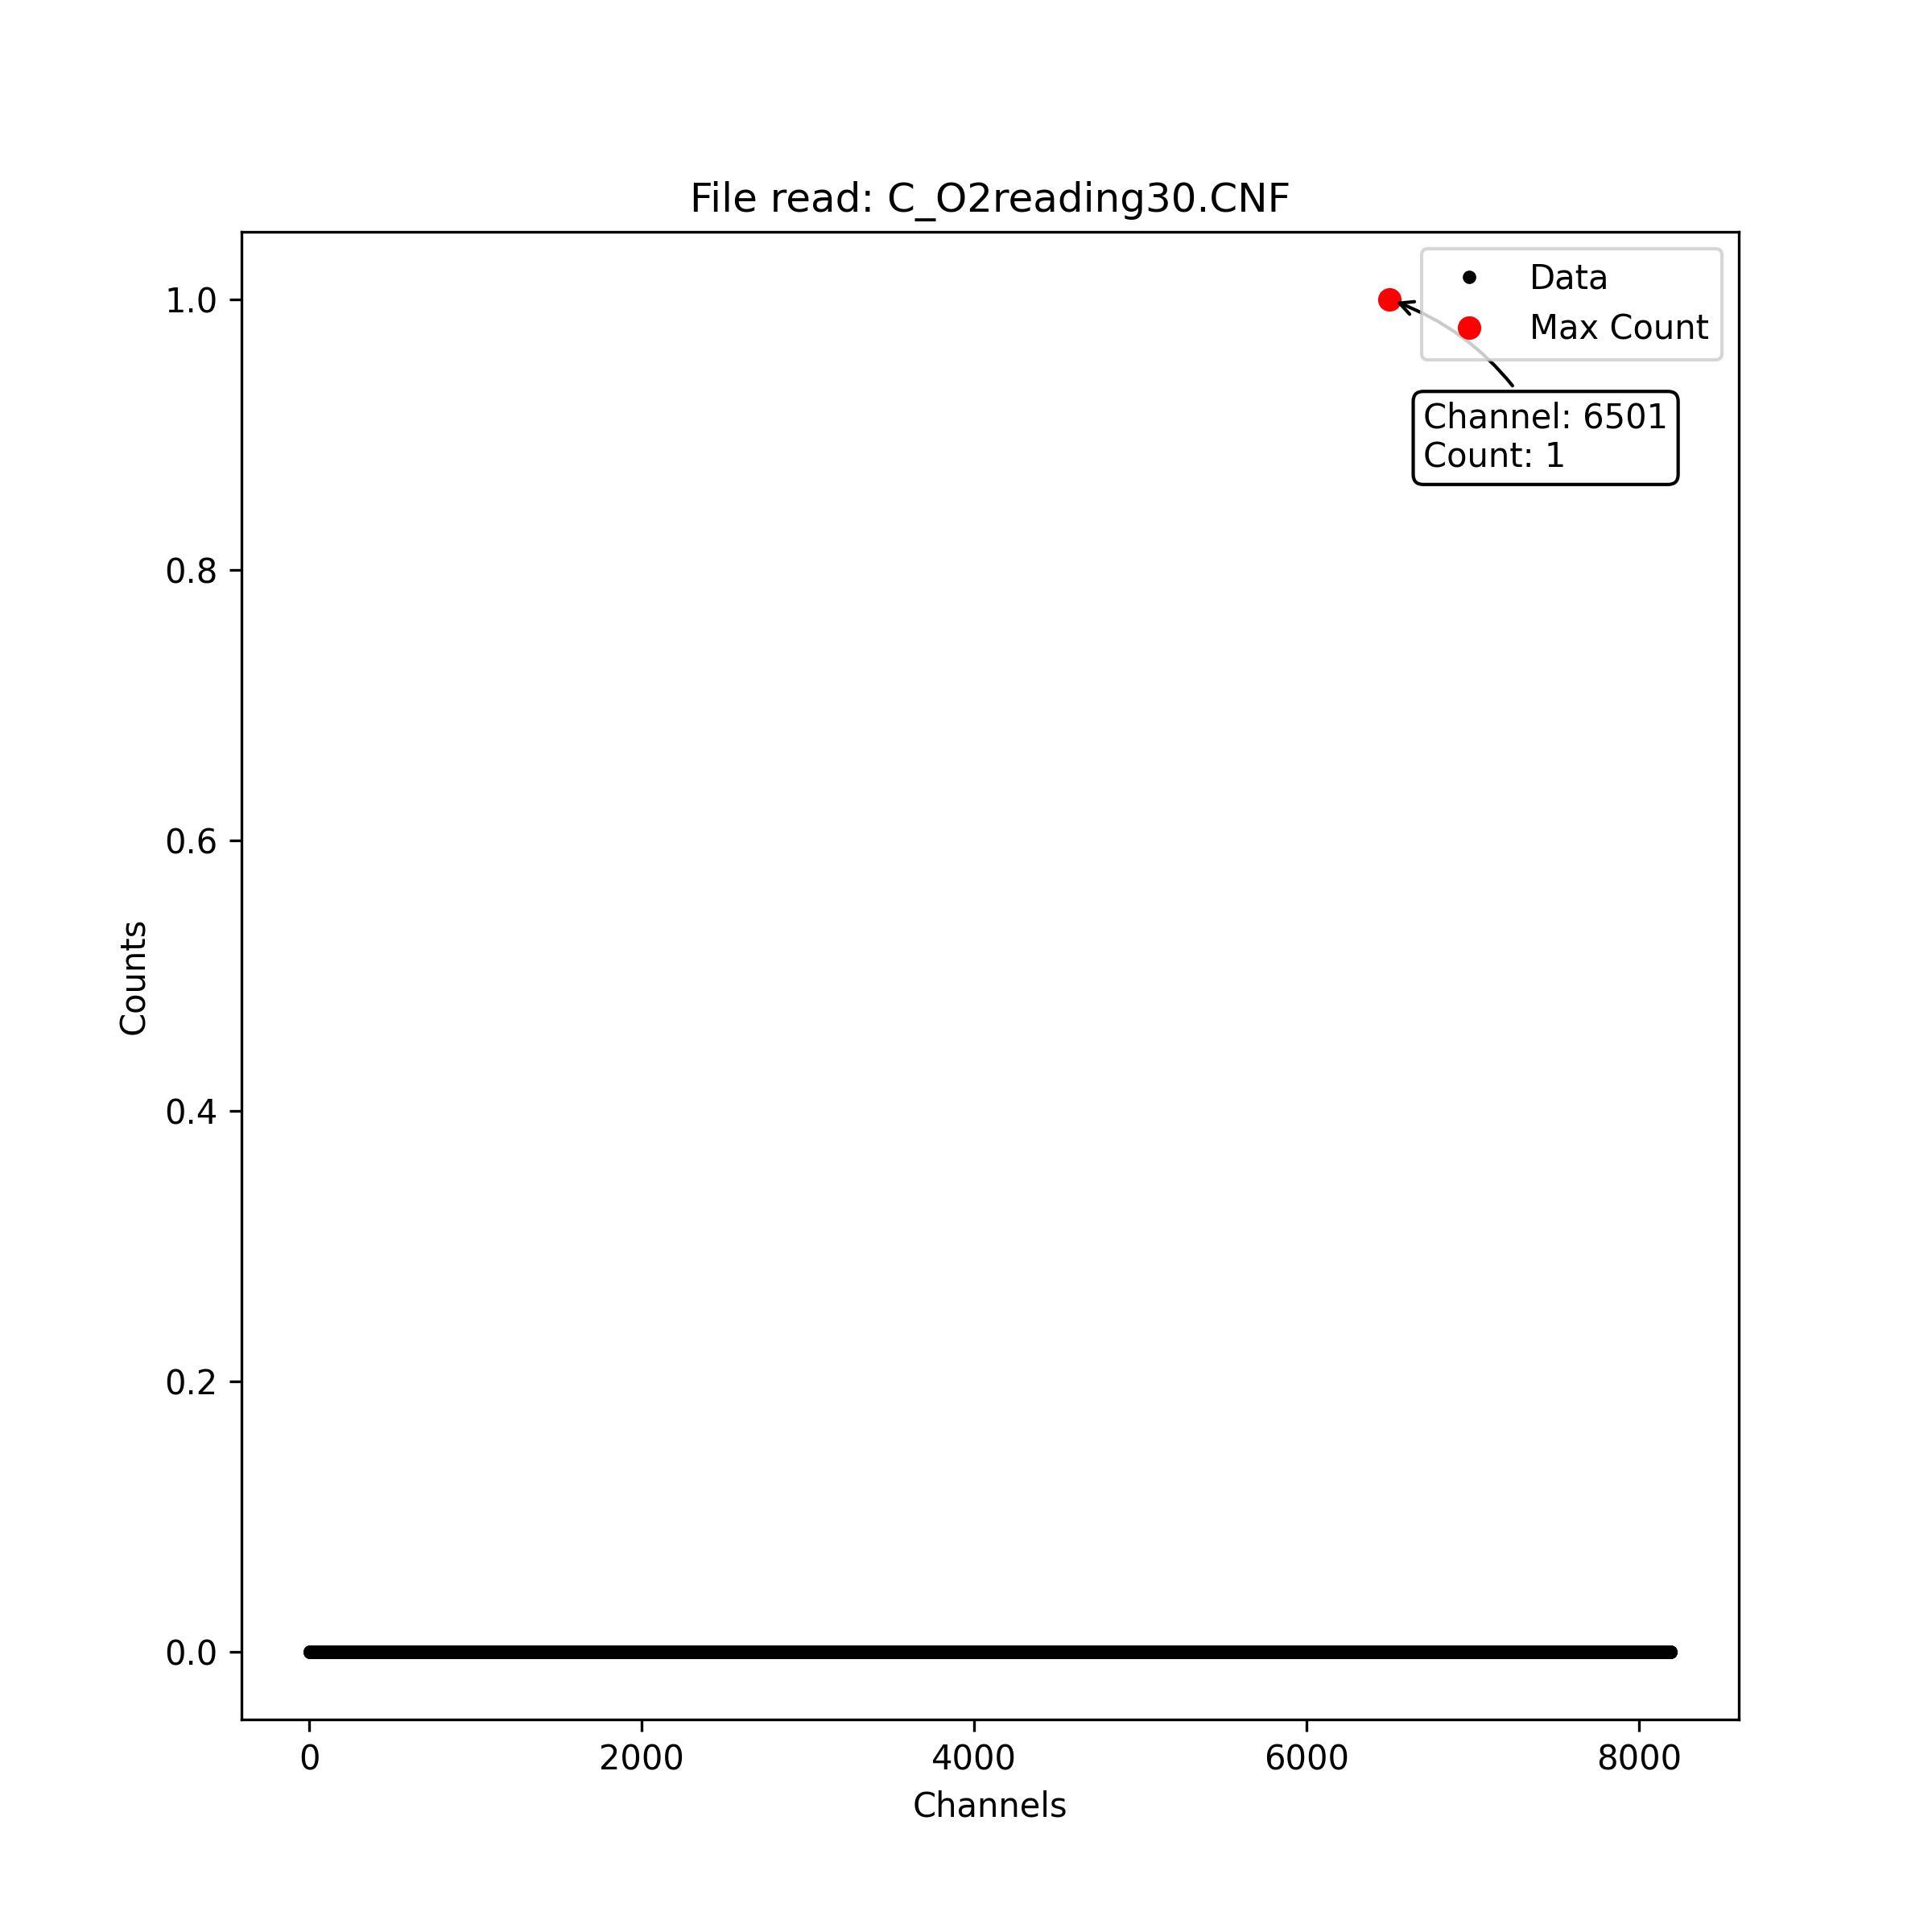 File read: C_O2reading30.CNF
Data
Max Count
Channel: 6501
Count: 1
1.0
0.8
0.6
0.4
0.2
0.0
Counts
0 2000 4000 6000 8000
Channels